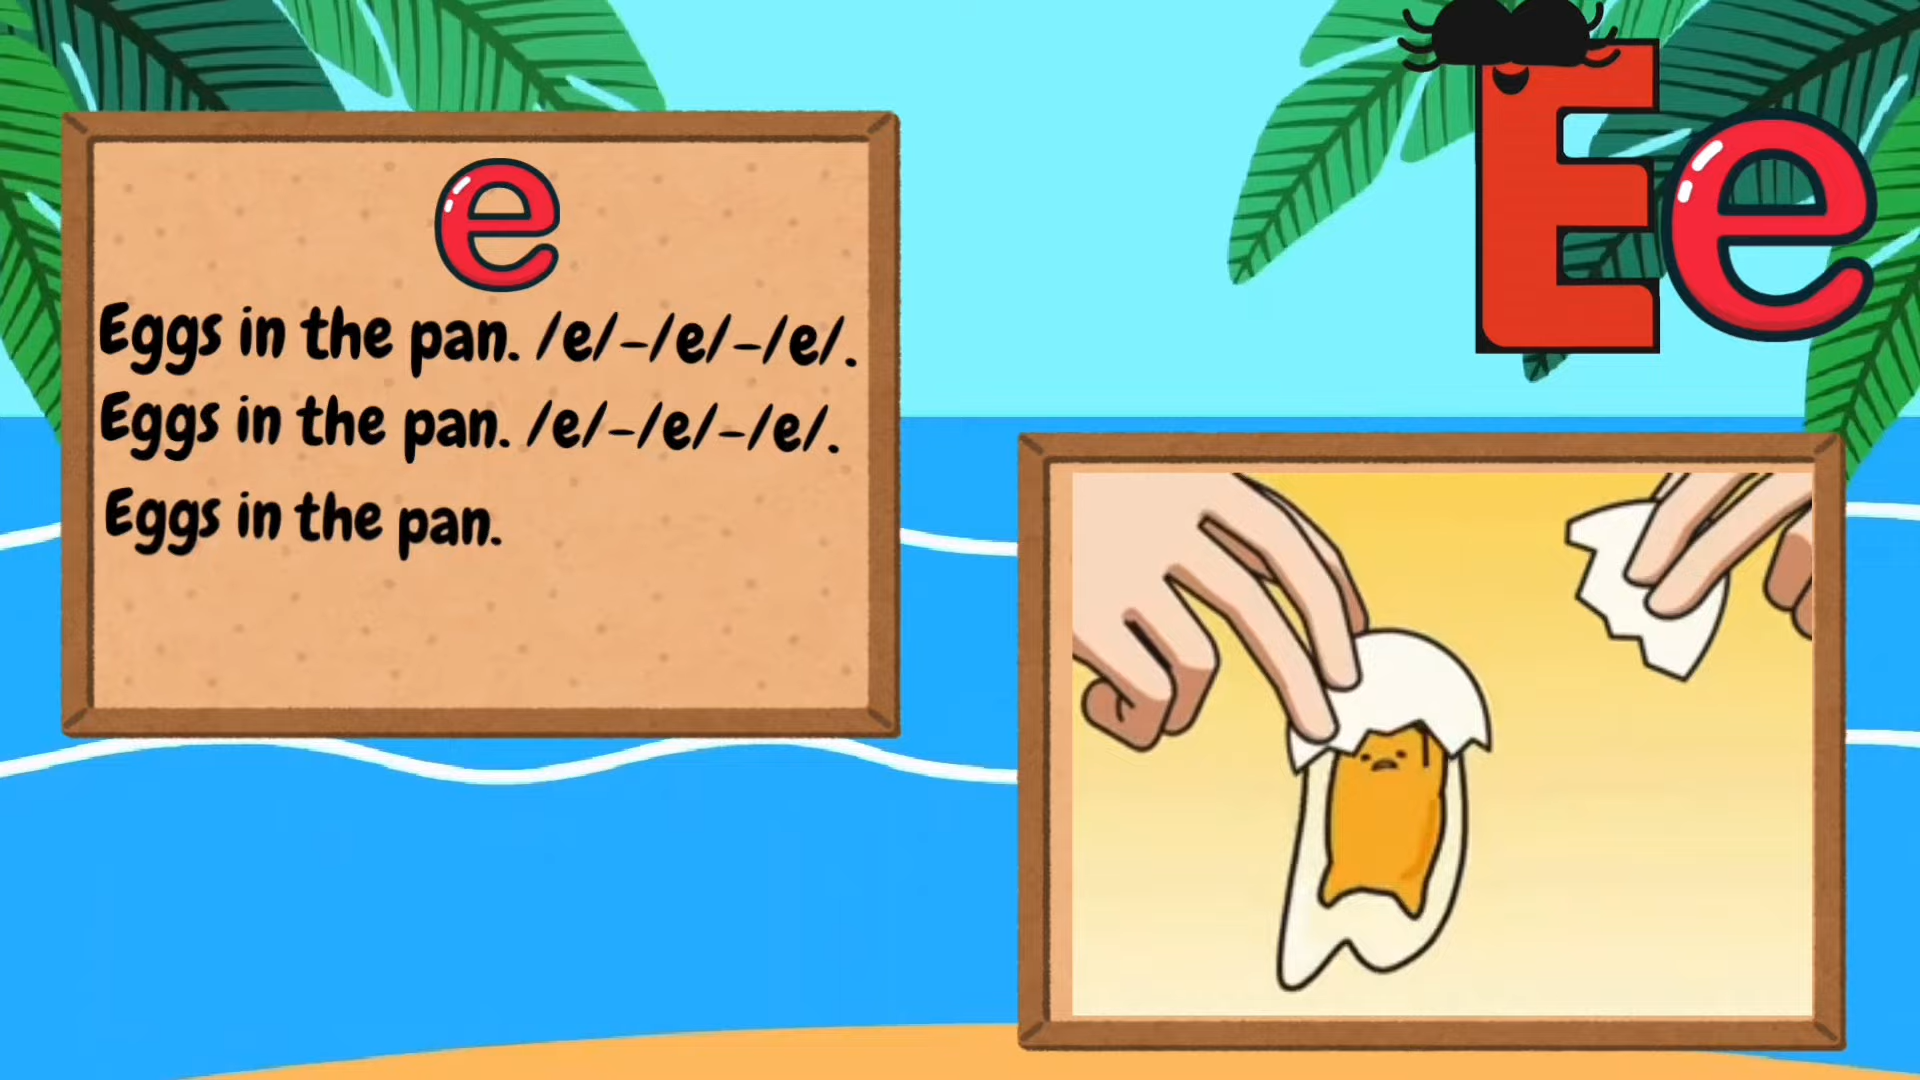 e
Eggs in the pan. /e/-/e/-/e/.
Eggs in the pan. /e/-/e/-/e/.
Eggs in the pan.
Ee